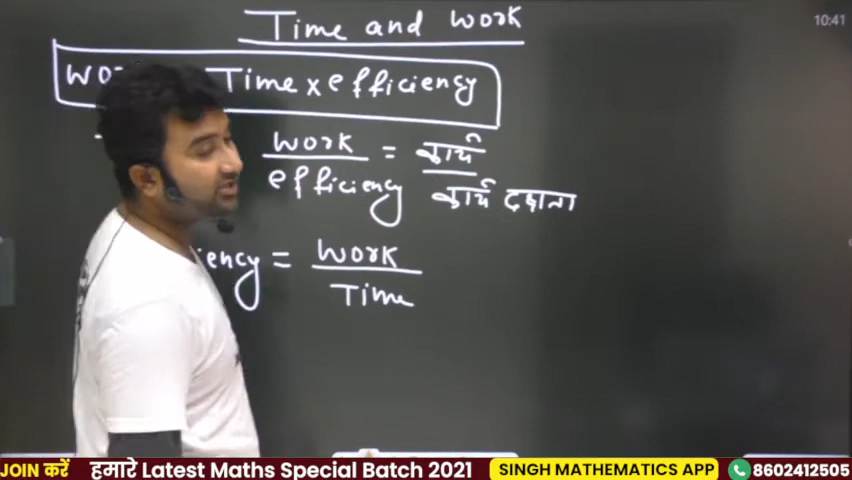 Time and work
10:41
Time x efficiency
work = कार्य
efficiency कार्य दक्षता
iency = work
Time
JOIN करें हमारे Latest Maths Special Batch 2021 SINGH MATHEMATICS APP 8602412505